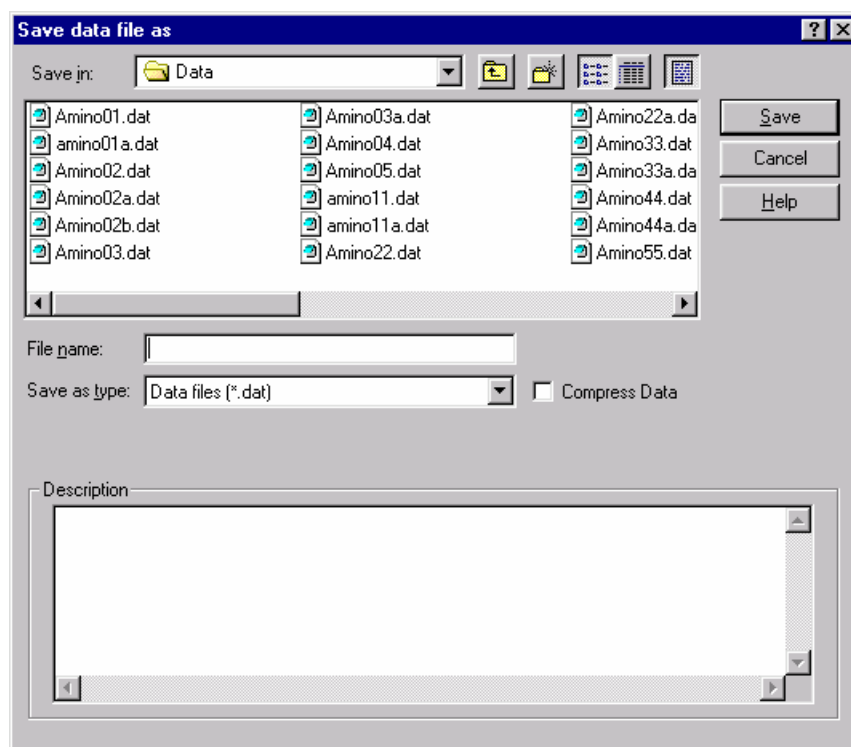 Save data file as
Save in: Data
Amino01.dat Amino03a.dat Amino22a.da
amino01a.dat Amino04.dat Amino33.dat
Amino02.dat Amino05.dat Amino33a.da
Amino02a.dat amino11.dat Amino44.dat
Amino02b.dat amino11a.dat Amino44a.da
Amino03.dat Amino22.dat Amino55.dat
Save
Cancel
Help
File name:
Save as type: Data files (*.dat) Compress Data
Description